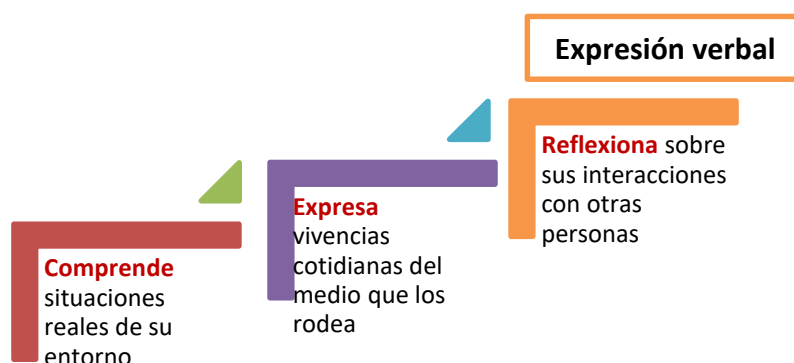 Expresión verbal
Reflexiona sobre
sus interacciones
con otras
personas
Expresa
vivencias
cotidianas del
medio que los
rodea
Comprende
situaciones
reales de su
entorno